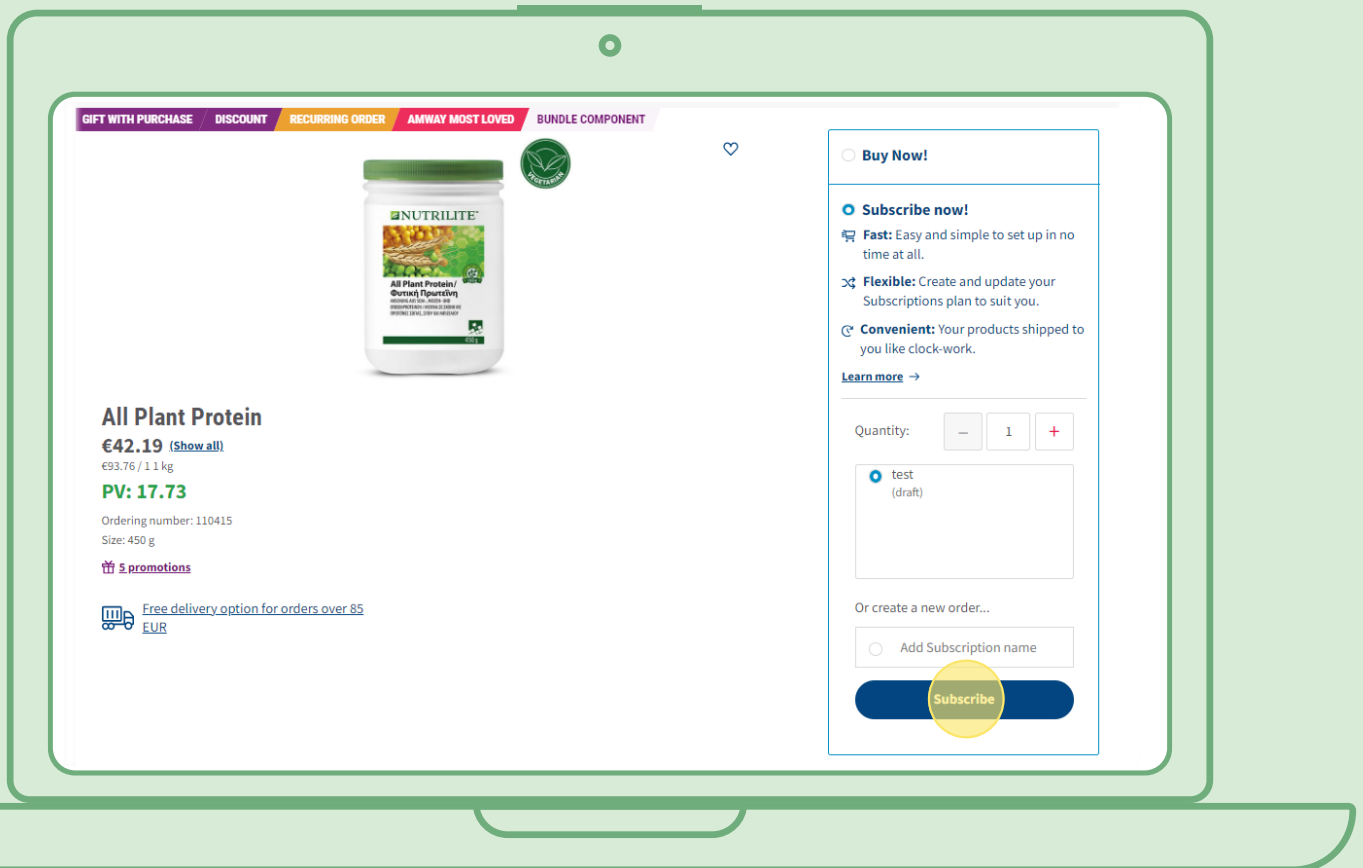 GIFT WITH PURCHASE
DISCOUNT
RECURRING ORDER
AMWAY MOST LOVED
BUNDLE COMPONENT
VEGETARIAN
NUTRILITE™
All Plant Protein/
Φυτική Πρωτεΐνη
450 g
All Plant Protein
€42.19 (Show all)
€93.76 / 1 1 kg
PV: 17.73
Ordering number: 110415
Size: 450 g
5 promotions
Free delivery option for orders over 85
EUR
Buy Now!
Subscribe now!
Fast: Easy and simple to set up in no
time at all.
Flexible: Create and update your
Subscriptions plan to suit you.
Convenient: Your products shipped to
you like clock-work.
Learn more →
Quantity: – 1 +
test
(draft)
Or create a new order...
Add Subscription name
Subscribe